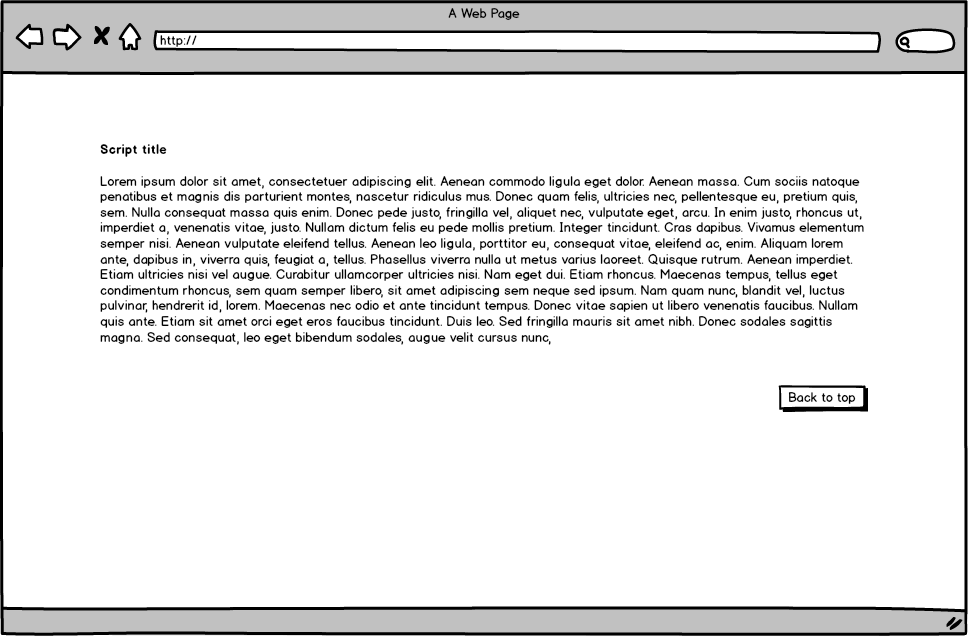 A Web Page
http://
Script title
Lorem ipsum dolor sit amet, consectetuer adipiscing elit. Aenean commodo ligula eget dolor. Aenean massa. Cum sociis natoque
penatibus et magnis dis parturient montes, nascetur ridiculus mus. Donec quam felis, ultricies nec, pellentesque eu, pretium quis,
sem. Nulla consequat massa quis enim. Donec pede justo, fringilla vel, aliquet nec, vulputate eget, arcu. In enim justo, rhoncus ut,
imperdiet a, venenatis vitae, justo. Nullam dictum felis eu pede mollis pretium. Integer tincidunt. Cras dapibus. Vivamus elementum
semper nisi. Aenean vulputate eleifend tellus. Aenean leo ligula, porttitor eu, consequat vitae, eleifend ac, enim. Aliquam lorem
ante, dapibus in, viverra quis, feugiat a, tellus. Phasellus viverra nulla ut metus varius laoreet. Quisque rutrum. Aenean imperdiet.
Etiam ultricies nisi vel augue. Curabitur ullamcorper ultricies nisi. Nam eget dui. Etiam rhoncus. Maecenas tempus, tellus eget
condimentum rhoncus, sem quam semper libero, sit amet adipiscing sem neque sed ipsum. Nam quam nunc, blandit vel, luctus
pulvinar, hendrerit id, lorem. Maecenas nec odio et ante tincidunt tempus. Donec vitae sapien ut libero venenatis faucibus. Nullam
quis ante. Etiam sit amet orci eget eros faucibus tincidunt. Duis leo. Sed fringilla mauris sit amet nibh. Donec sodales sagittis
magna. Sed consequat, leo eget bibendum sodales, augue velit cursus nunc,
Back to top